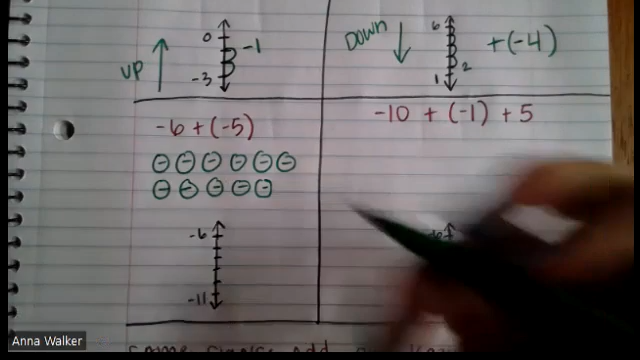 UP
0
-1
-3
DOWN
6
2
1
+(-4)
-6 + (-5)
-6
-11
-10 + (-1) + 5
Anna Walker